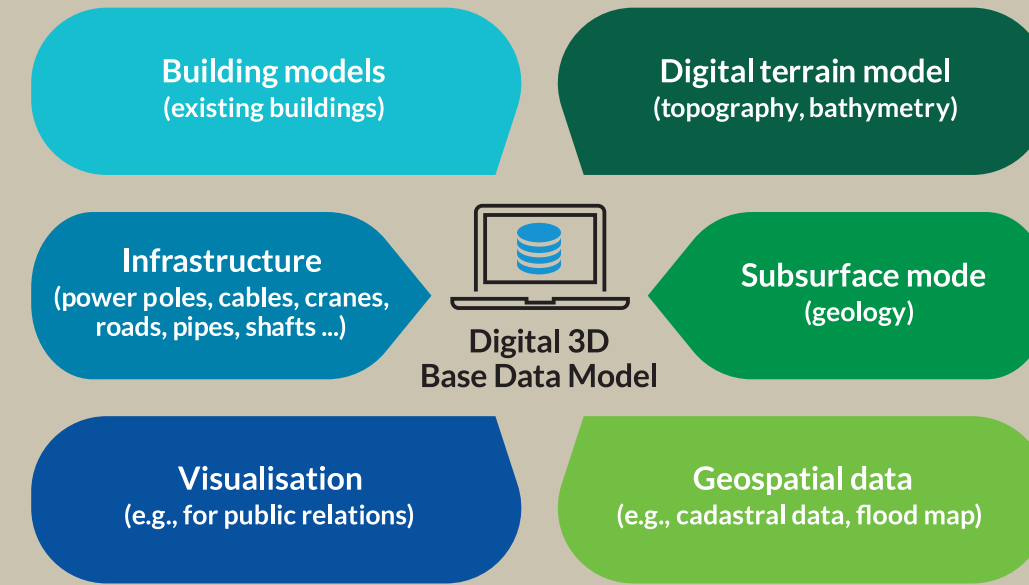 Building models
(existing buildings)
Digital terrain model
(topography, bathymetry)
Infrastructure
(power poles, cables, cranes,
roads, pipes, shafts ...)
Digital 3D
Base Data Model
Subsurface mode
(geology)
Visualisation
(e.g., for public relations)
Geospatial data
(e.g., cadastral data, flood map)